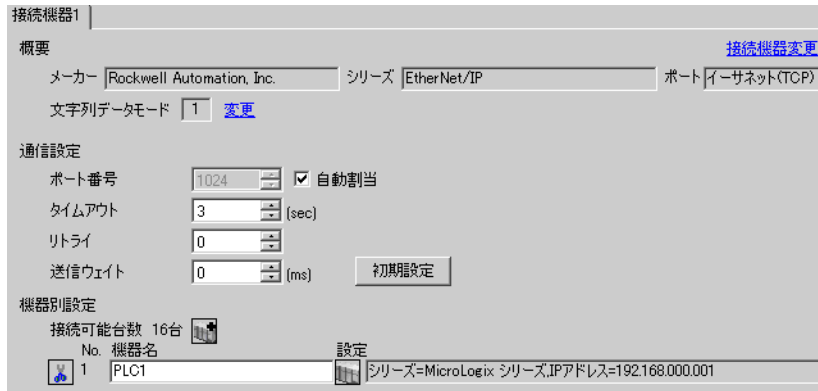 接続機器1
概要 接続機器変更
メーカー Rockwell Automation, Inc. シリーズ EtherNet/IP ポート イーサネット(TCP)
文字列データモード 1 変更
通信設定
ポート番号 1024 自動割当
タイムアウト 3 (sec)
リトライ 0
送信ウェイト 0 (ms) 初期設定
機器別設定
接続可能台数 16台
No. 機器名 設定
1 PLC1 シリーズ=MicroLogix シリーズ,IPアドレス=192.168.000.001